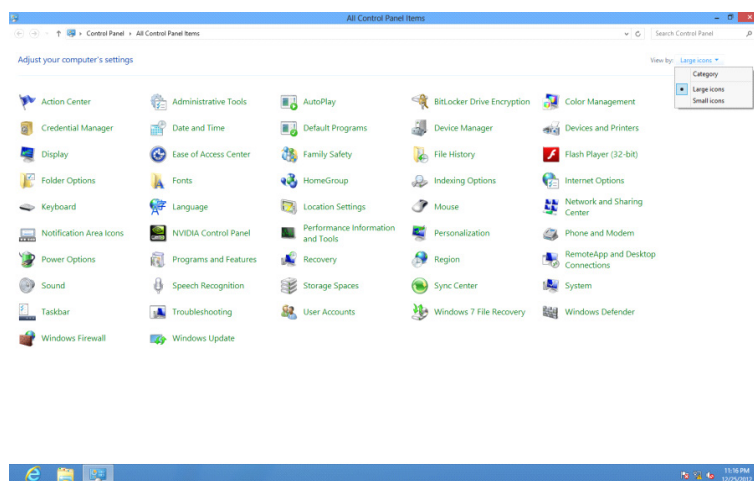 All Control Panel Items
Control Panel All Control Panel Items
Search Control Panel
Adjust your computer's settings
View by: Large icons
Category
Large icons
Small icons
Action Center
Administrative Tools
AutoPlay
BitLocker Drive Encryption
Color Management
Credential Manager
Date and Time
Default Programs
Device Manager
Devices and Printers
Display
Ease of Access Center
Family Safety
File History
Flash Player (32-bit)
Folder Options
Fonts
HomeGroup
Indexing Options
Internet Options
Keyboard
Language
Location Settings
Mouse
Network and Sharing
Center
Notification Area Icons
NVIDIA Control Panel
Performance Information
and Tools
Personalization
Phone and Modem
Power Options
Programs and Features
Recovery
Region
RemoteApp and Desktop
Connections
Sound
Speech Recognition
Storage Spaces
Sync Center
System
Taskbar
Troubleshooting
User Accounts
Windows 7 File Recovery
Windows Defender
Windows Firewall
Windows Update
11:16 PM